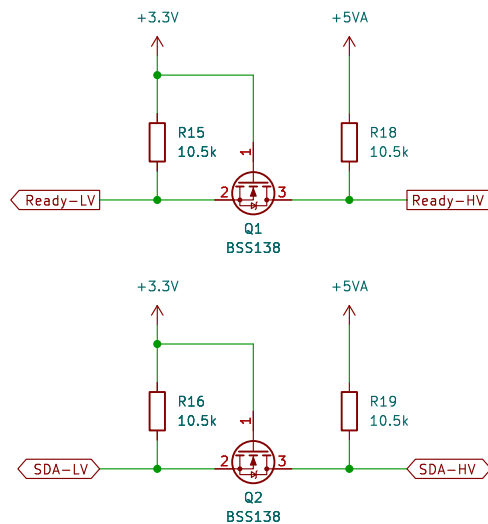 +3.3V
+5VA
R15
10.5k
R18
10.5k
1
2
3
Ready-LV
Ready-HV
Q1
BSS138
+3.3V
+5VA
R16
10.5k
R19
10.5k
1
2
3
SDA-LV
SDA-HV
Q2
BSS138